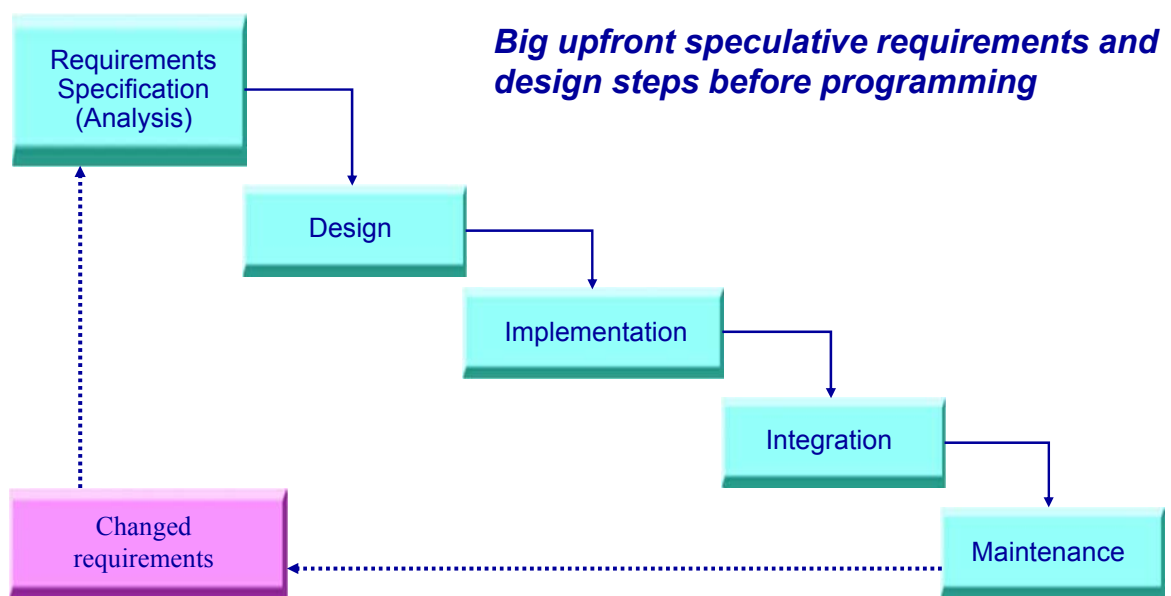 Big upfront speculative requirements and
design steps before programming
Requirements
Specification
(Analysis)
Design
Implementation
Integration
Maintenance
Changed
requirements